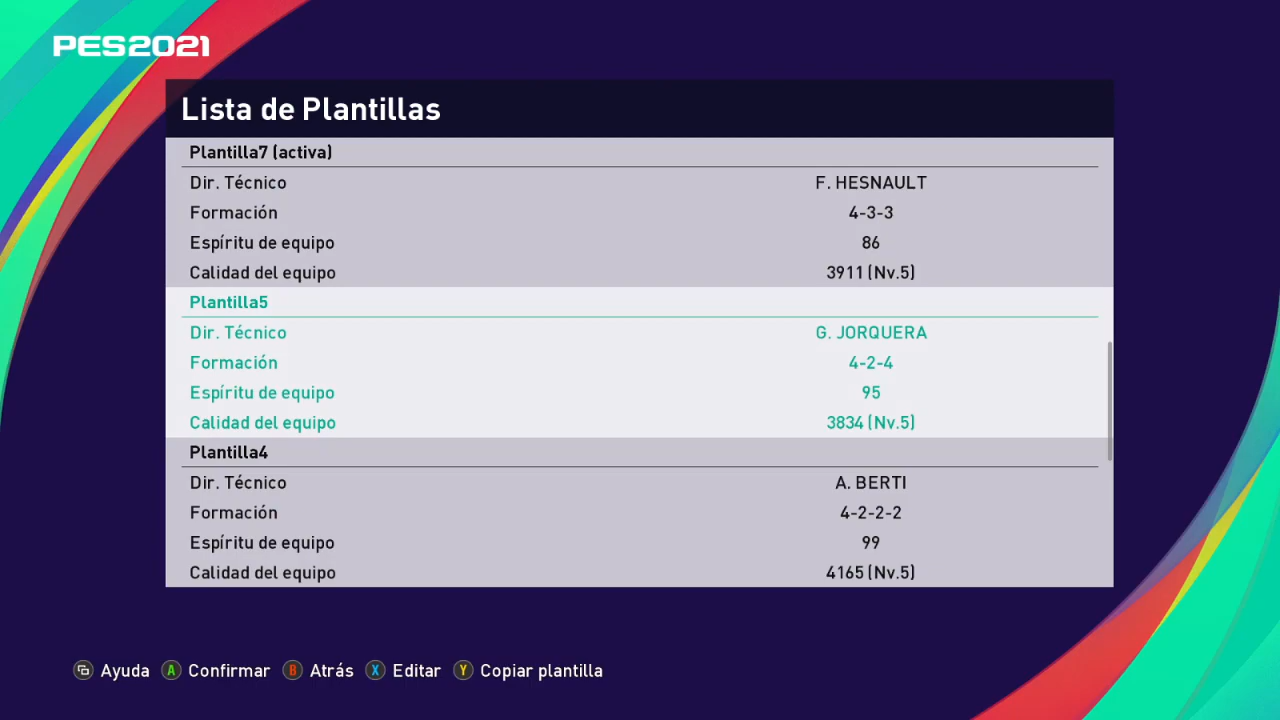 PES2021
Lista de Plantillas
Plantilla7 (activa)
Dir. Técnico F. HESNAULT
Formación 4-3-3
Espíritu de equipo 86
Calidad del equipo 3911 (Nv.5)
Plantilla5
Dir. Técnico G. JORQUERA
Formación 4-2-4
Espíritu de equipo 95
Calidad del equipo 3834 (Nv.5)
Plantilla4
Dir. Técnico A. BERTI
Formación 4-2-2-2
Espíritu de equipo 99
Calidad del equipo 4165 (Nv.5)
Ayuda A Confirmar B Atrás X Editar Y Copiar plantilla